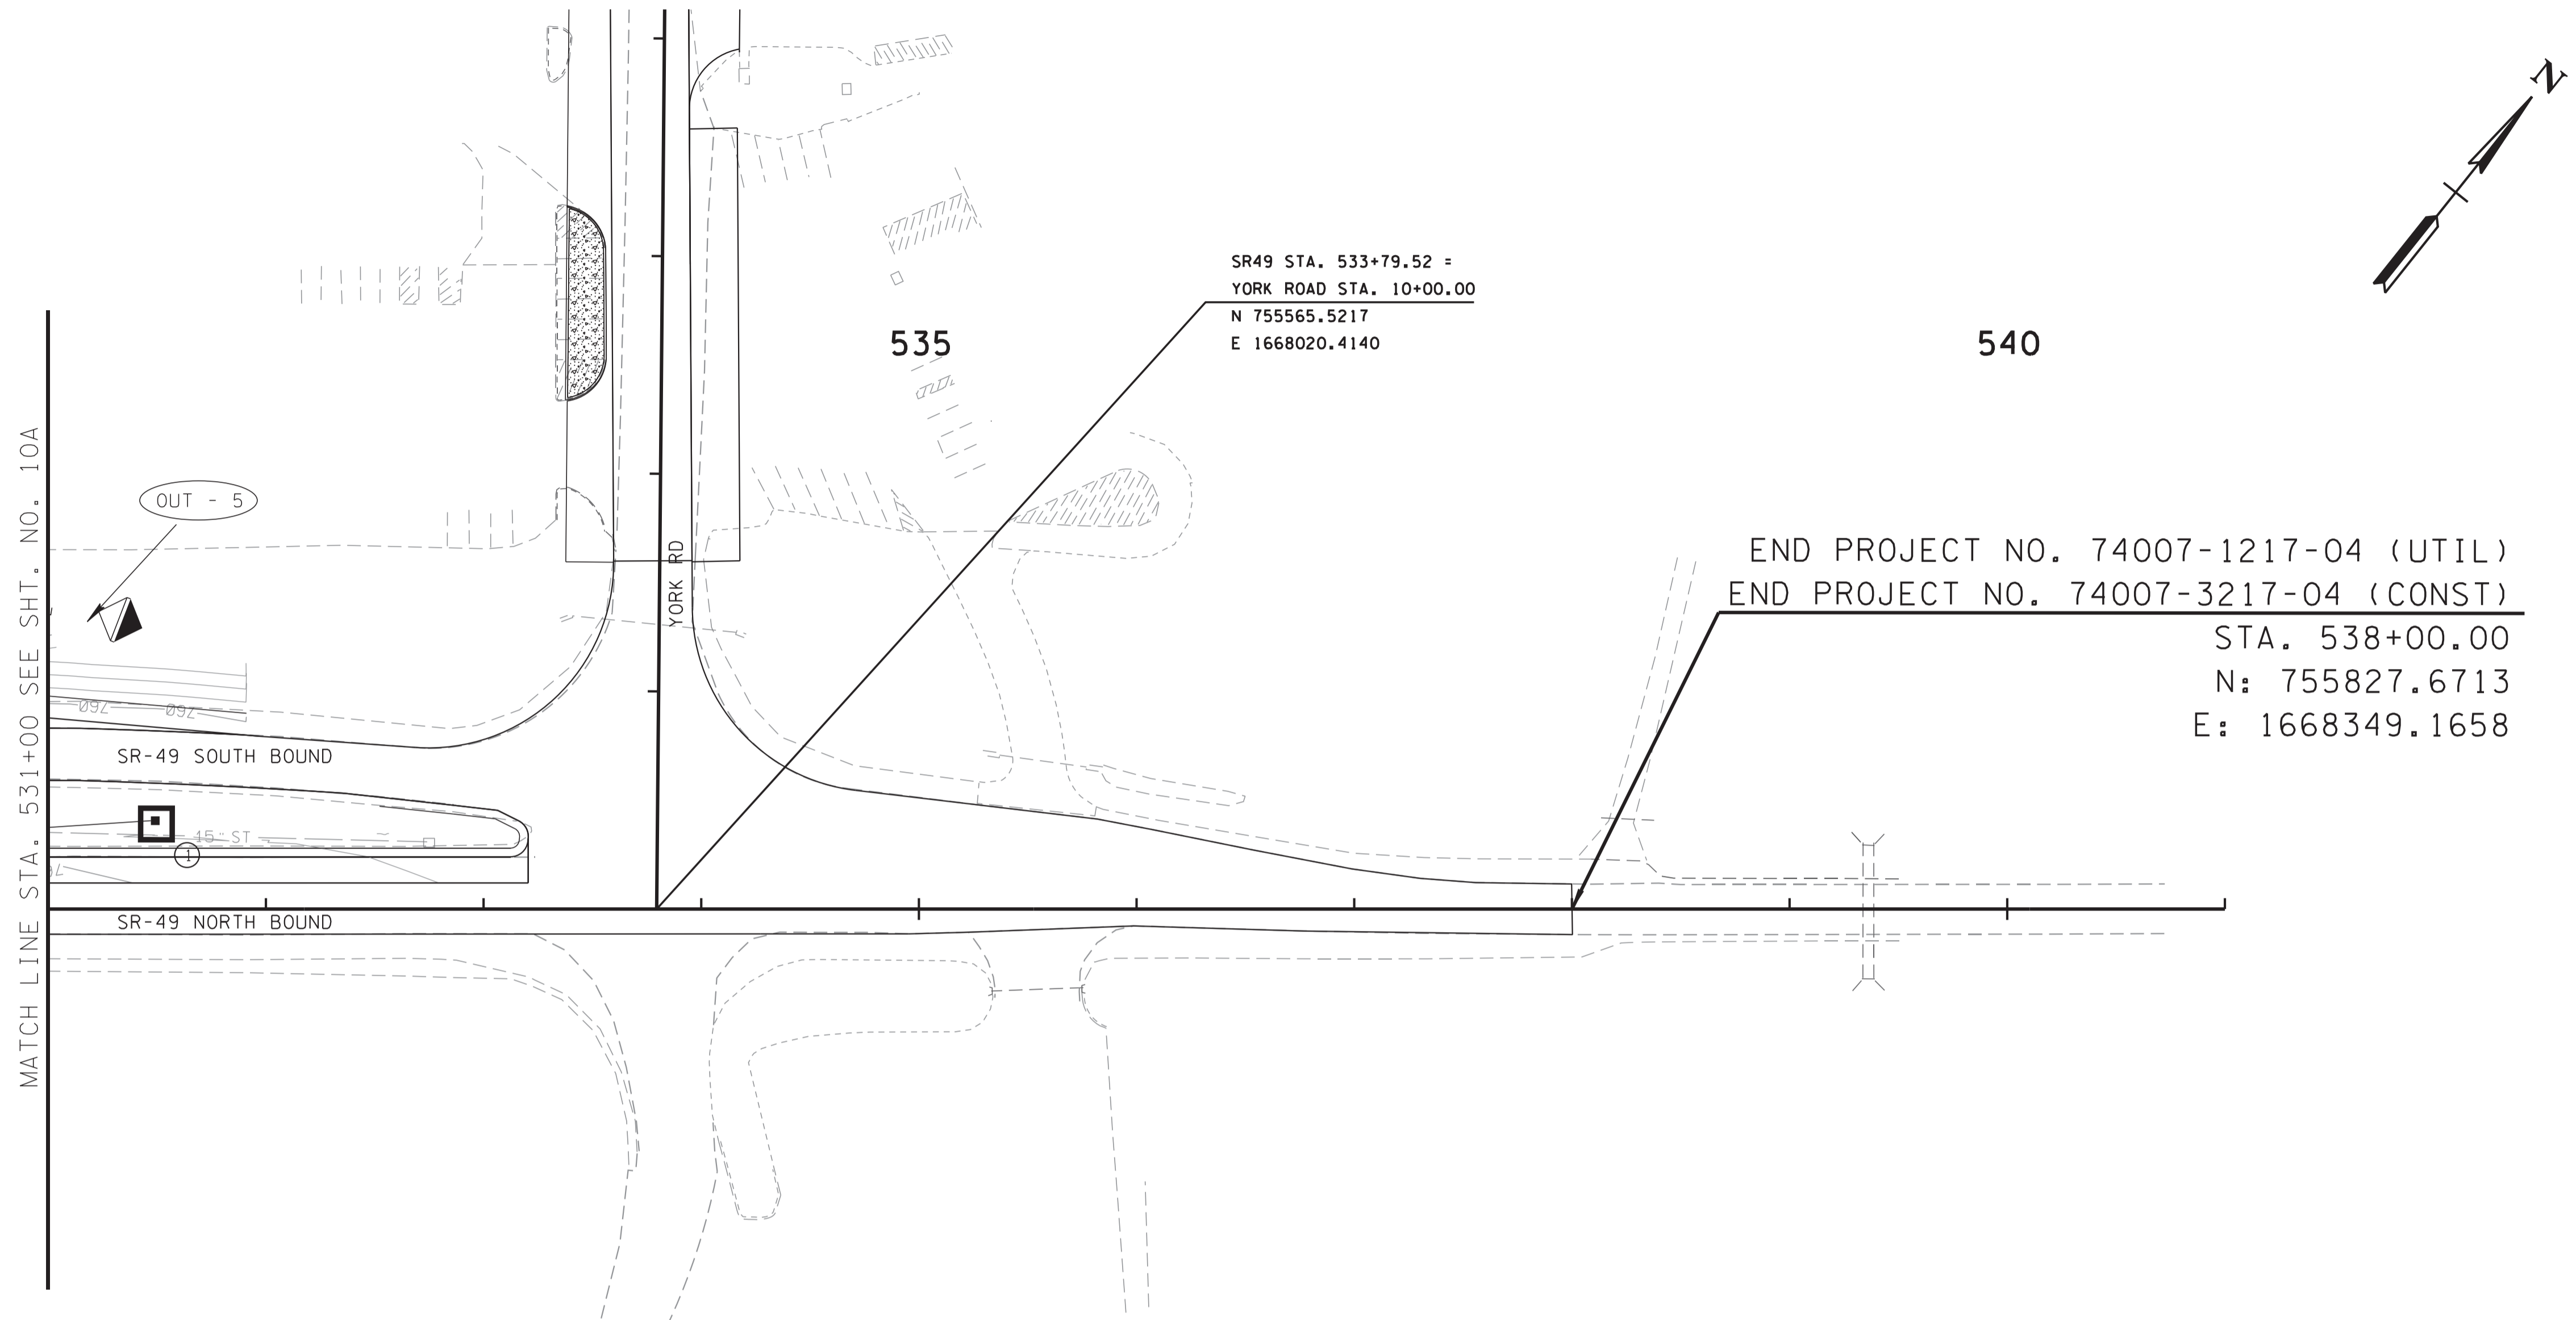 N
SR49 STA. 533+79.52 =
YORK ROAD STA. 10+00.00
N 755565.5217
E 1668020.4140
535
540
MATCH LINE STA. 531+00 SEE SHT. NO. 10A
OUT - 5
YORK RD
END PROJECT NO. 74007-1217-04 (UTIL)
END PROJECT NO. 74007-3217-04 (CONST)
STA. 538+00.00
N: 755827.6713
E: 1668349.1658
760
760
SR-49 SOUTH BOUND
15" ST
1
SR-49 NORTH BOUND